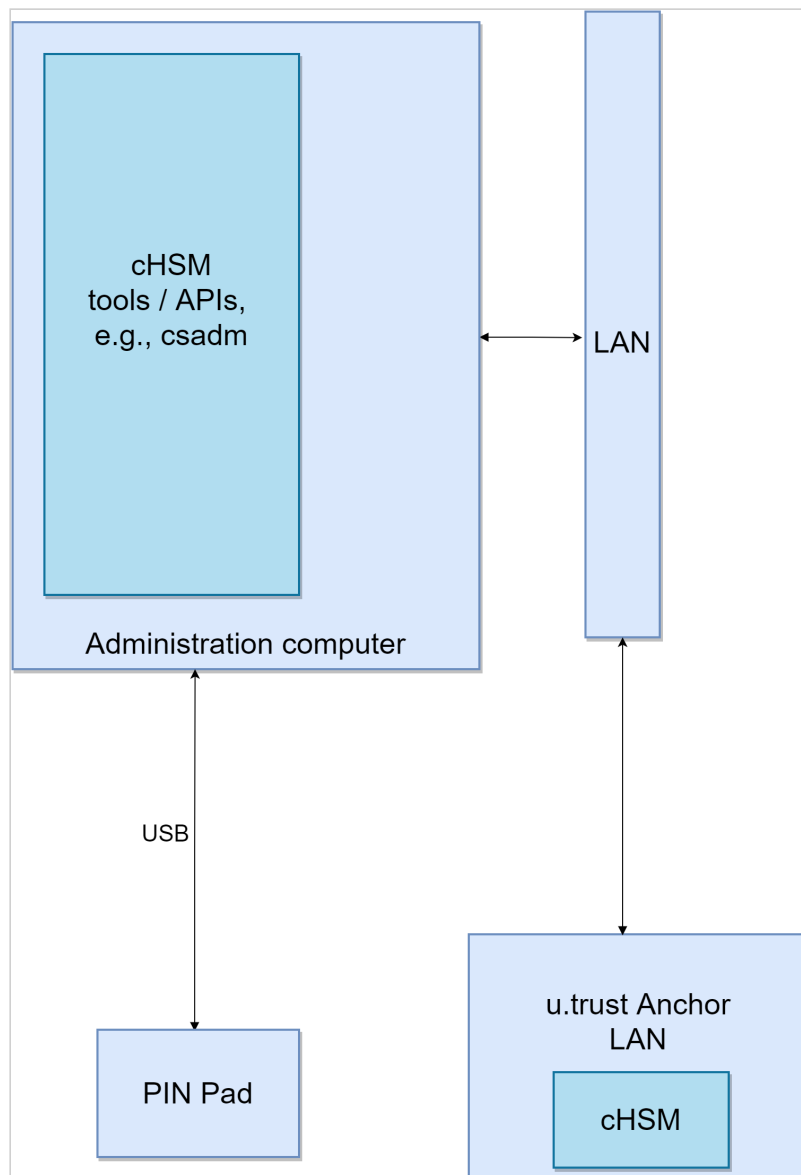 cHSM
tools / APIs,
e.g., csadm
LAN
Administration computer
USB
PIN Pad
u.trust Anchor
LAN
cHSM